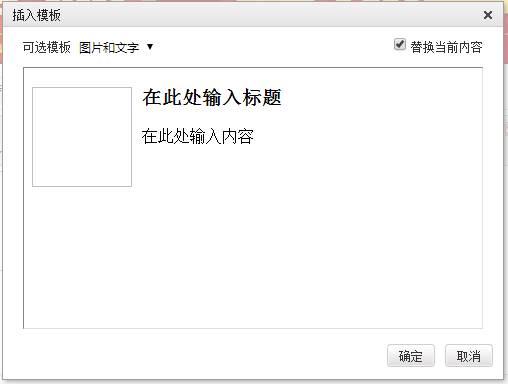 插入模板
可选模板 图片和文字 替换当前内容
在此处输入标题
在此处输入内容
确定 取消